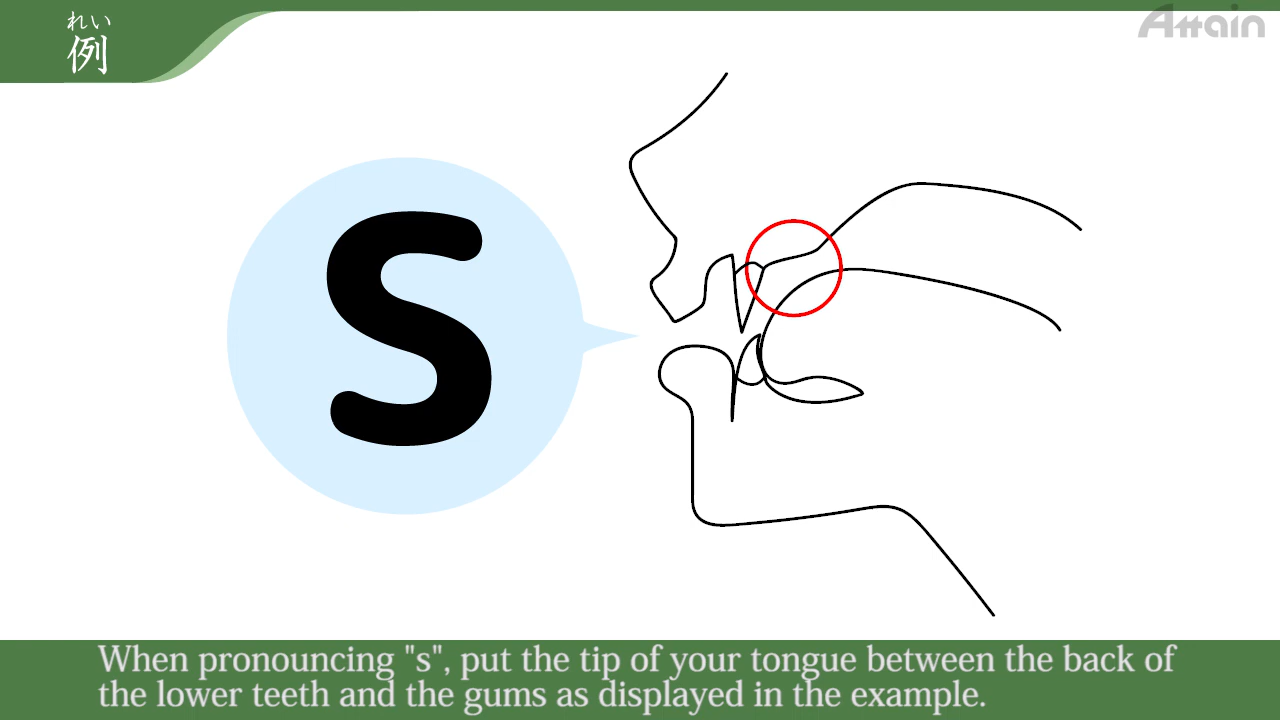 れい
例
Attain
S
When pronouncing "s", put the tip of your tongue between the back of
the lower teeth and the gums as displayed in the example.